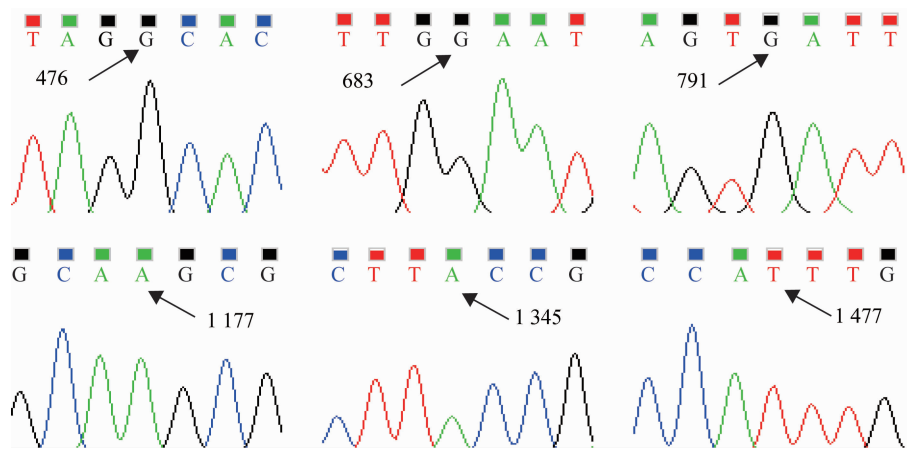 T A G G C A C
476
T T G G A A T
683
A G T G A T T
791
G C A A G C G
1 177
C T T A C C G
1 345
C C A T T T G
1 477